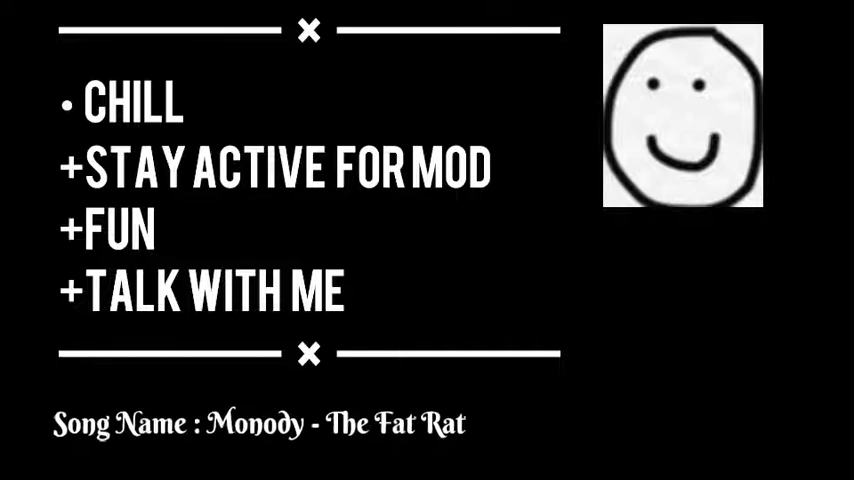 • CHILL
+STAY ACTIVE FOR MOD
+FUN
+TALK WITH ME
Song Name : Monody - The Fat Rat